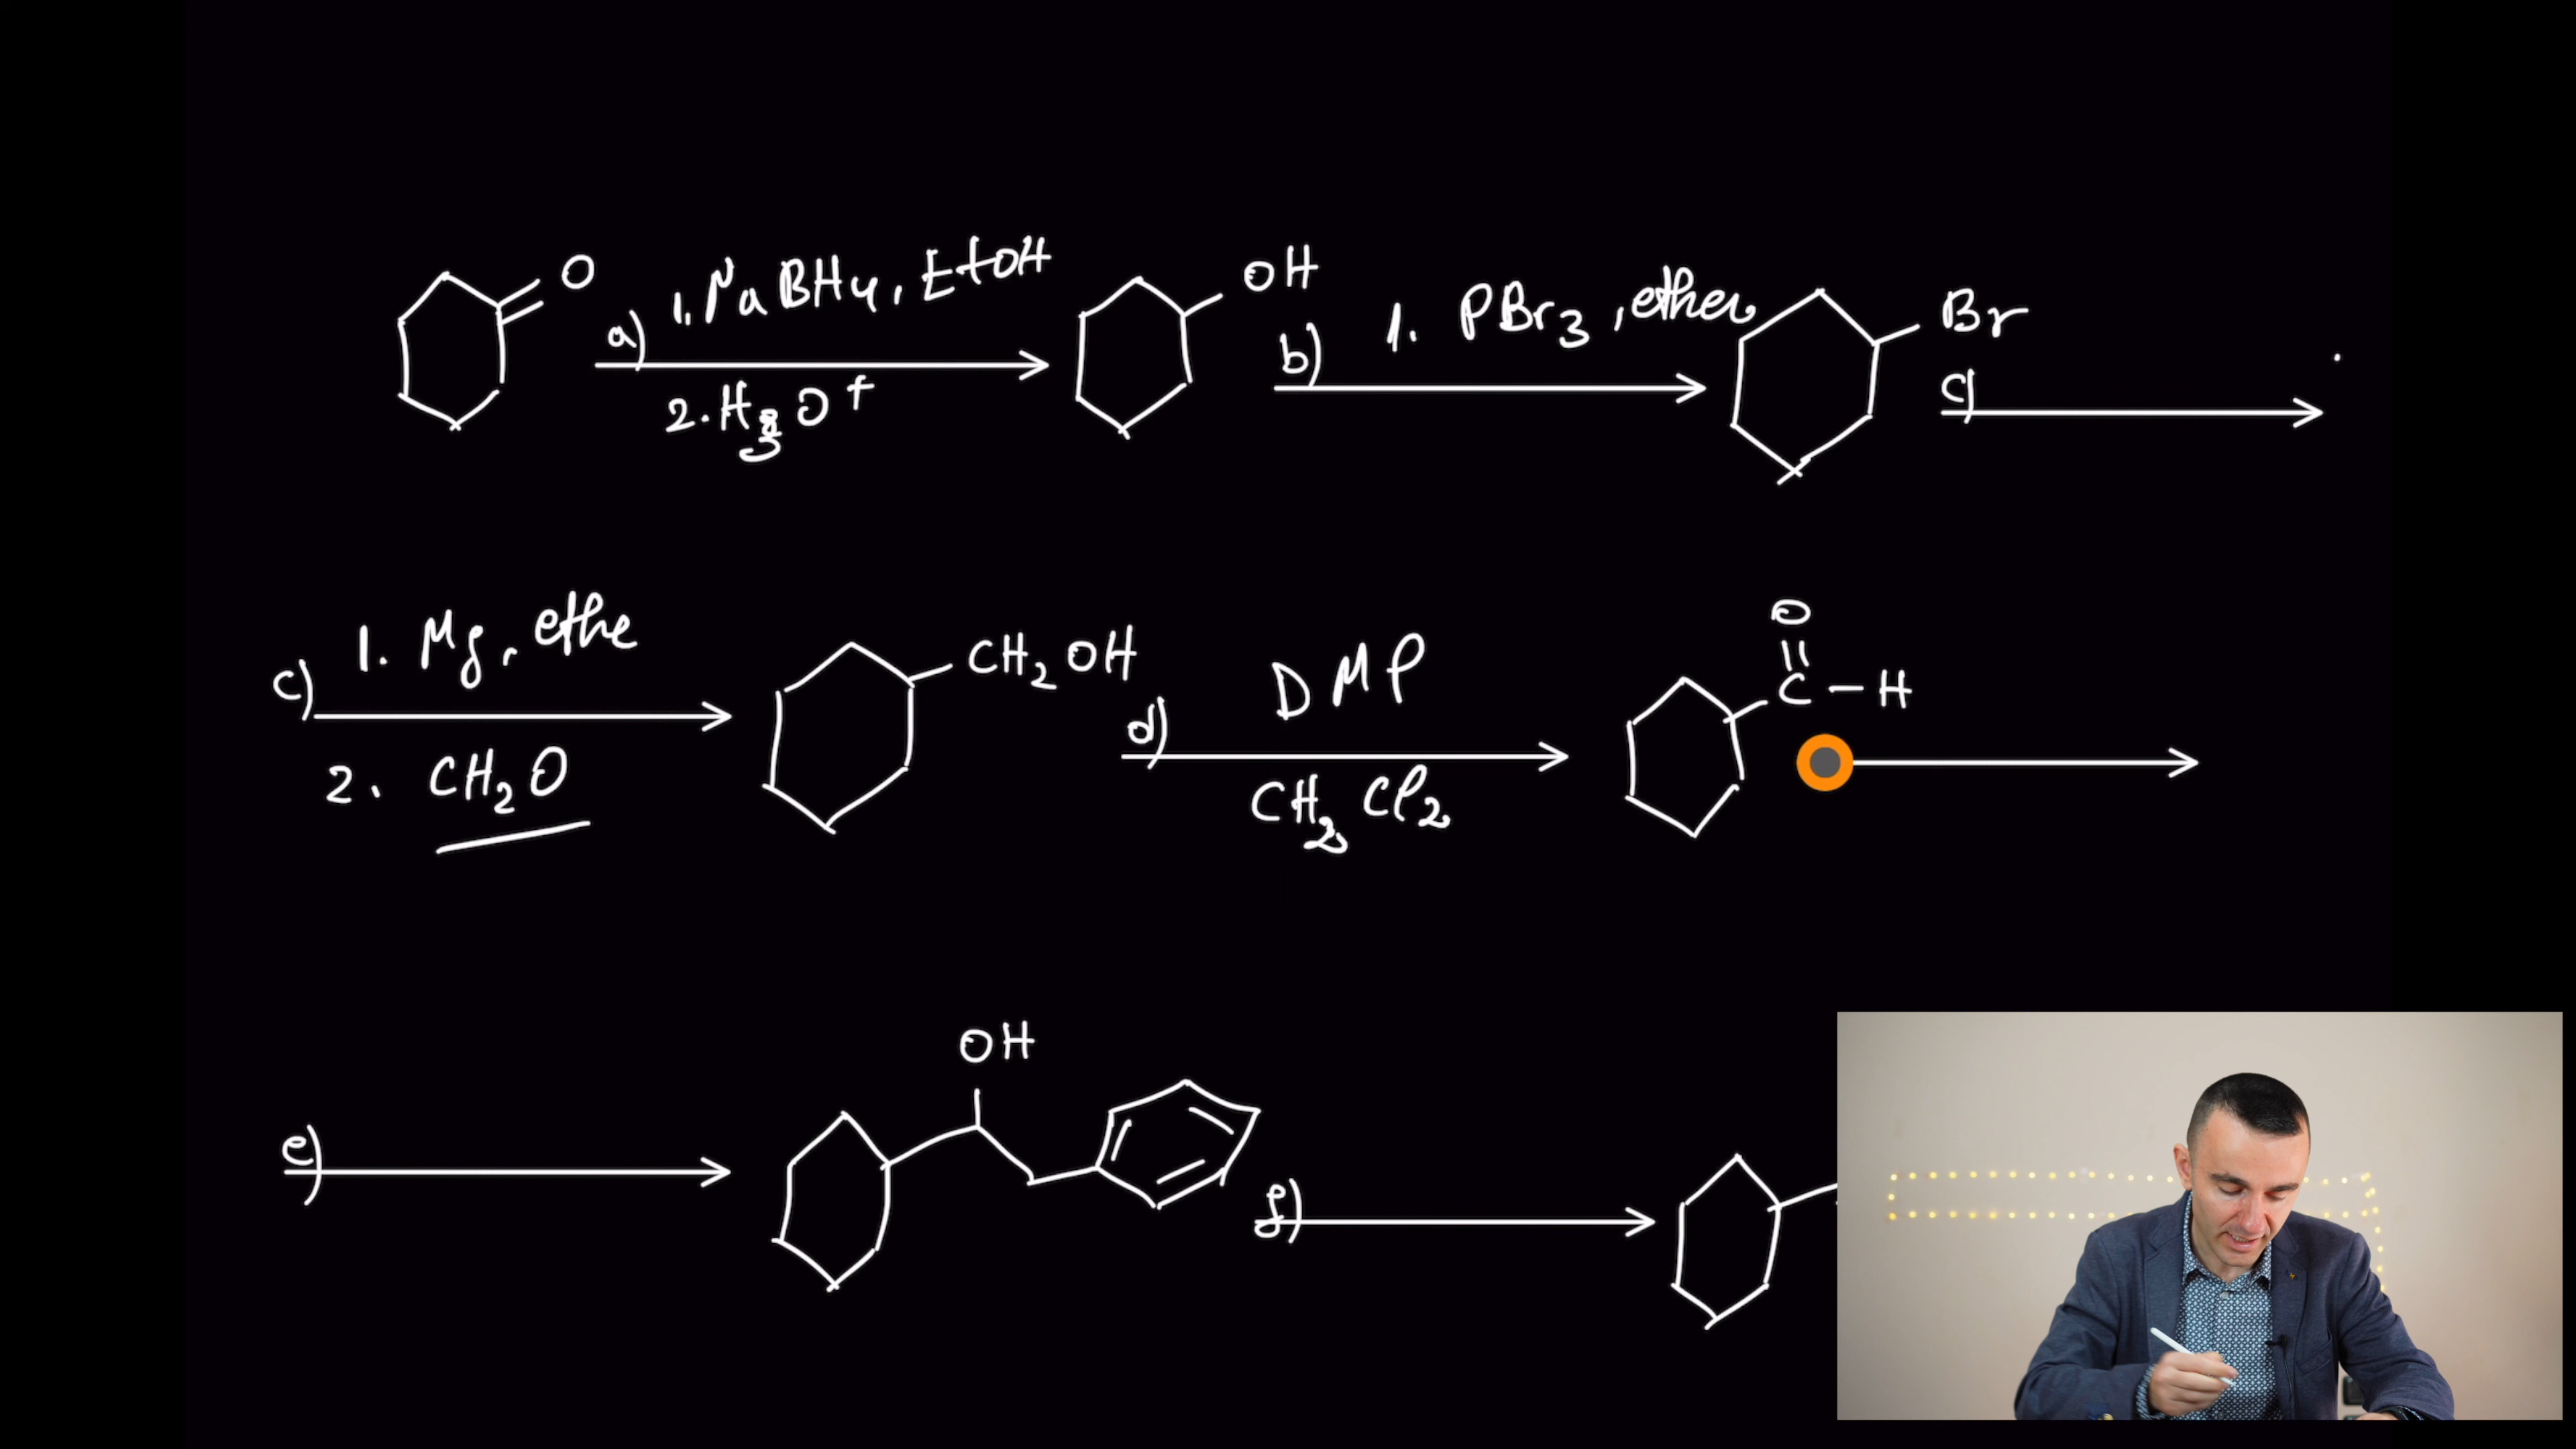 O a) 1. NaBH4, EtOH OH b) 1. PBr3, ether Br c)
2. H3O+
c) 1. Mg, ethe CH2OH d) DMP O
C-H
2. CH2O CH2Cl2
OH
e) f)